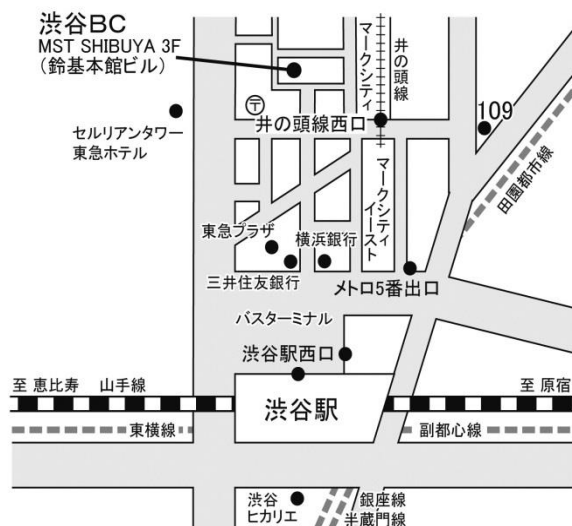 渋谷BC
MST SHIBUYA 3F
(鈴基本館ビル)
マークシティ
井の頭線
〒
109
井の頭線西口
セルリアンタワー
東急ホテル
田園都市線
マークシティ
イースト
東急プラザ
横浜銀行
三井住友銀行
メトロ5番出口
バスターミナル
渋谷駅西口
至 恵比寿
山手線
至 原宿
渋谷駅
東横線
副都心線
渋谷
ヒカリエ
銀座線
半蔵門線